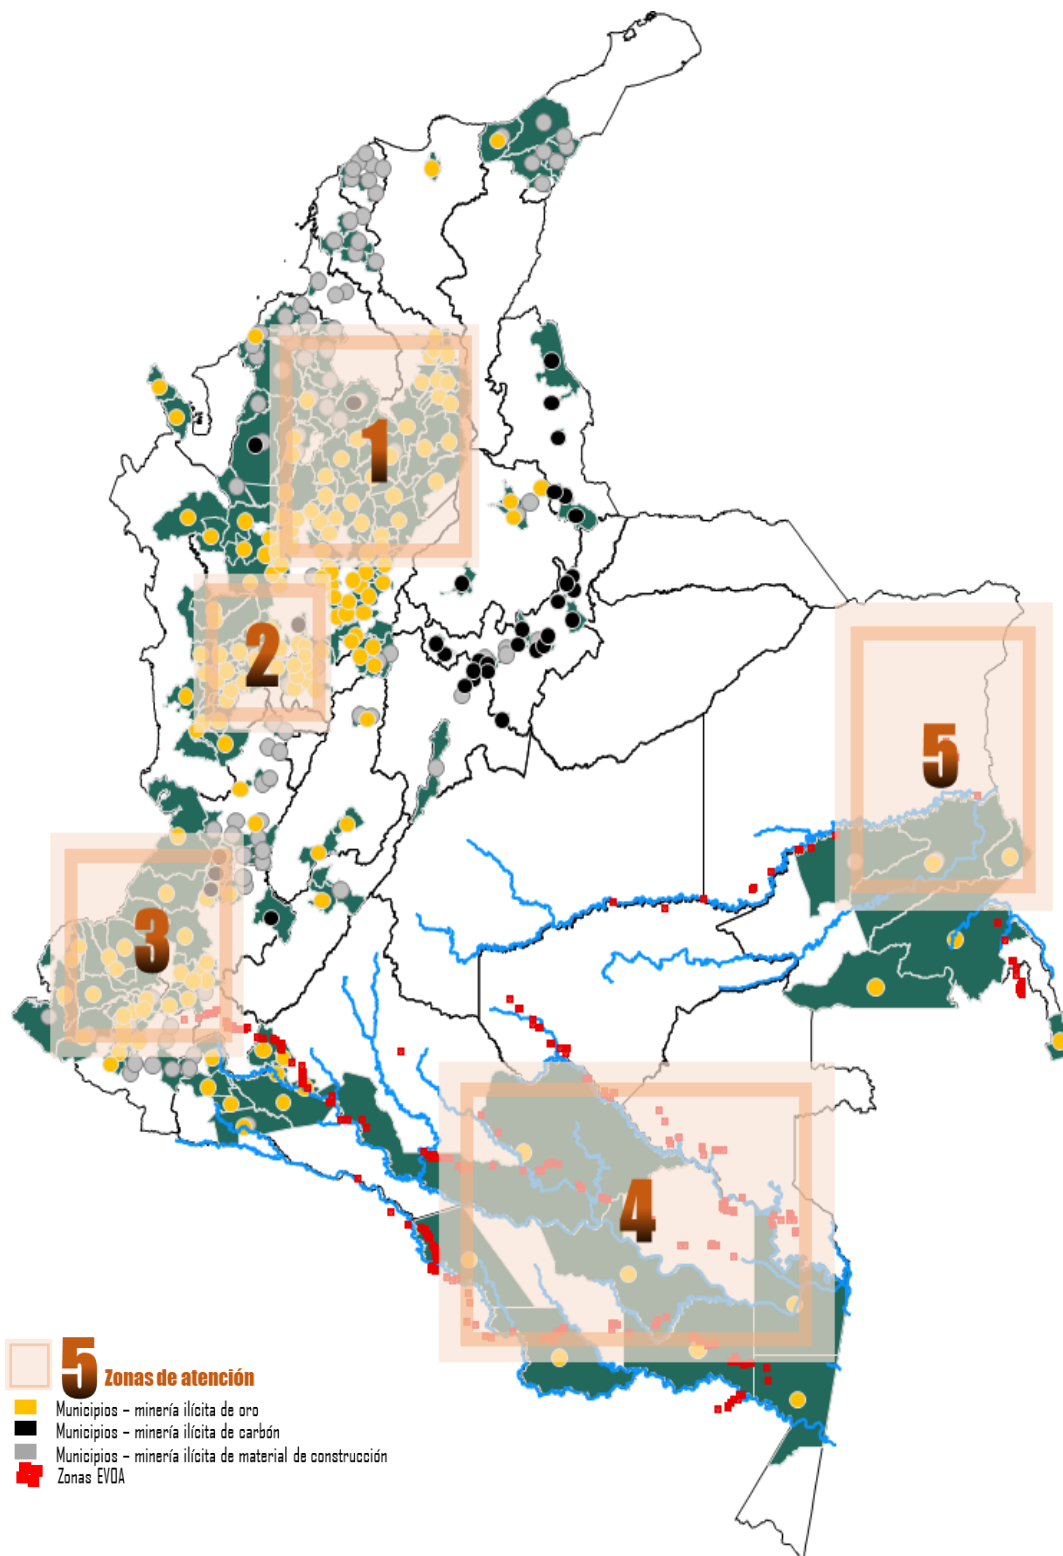 1
2
5
3
4
5 Zonas de atención
Municipios – minería ilícita de oro
Municipios – minería ilícita de carbón
Municipios – minería ilícita de material de construcción
Zonas EVOA